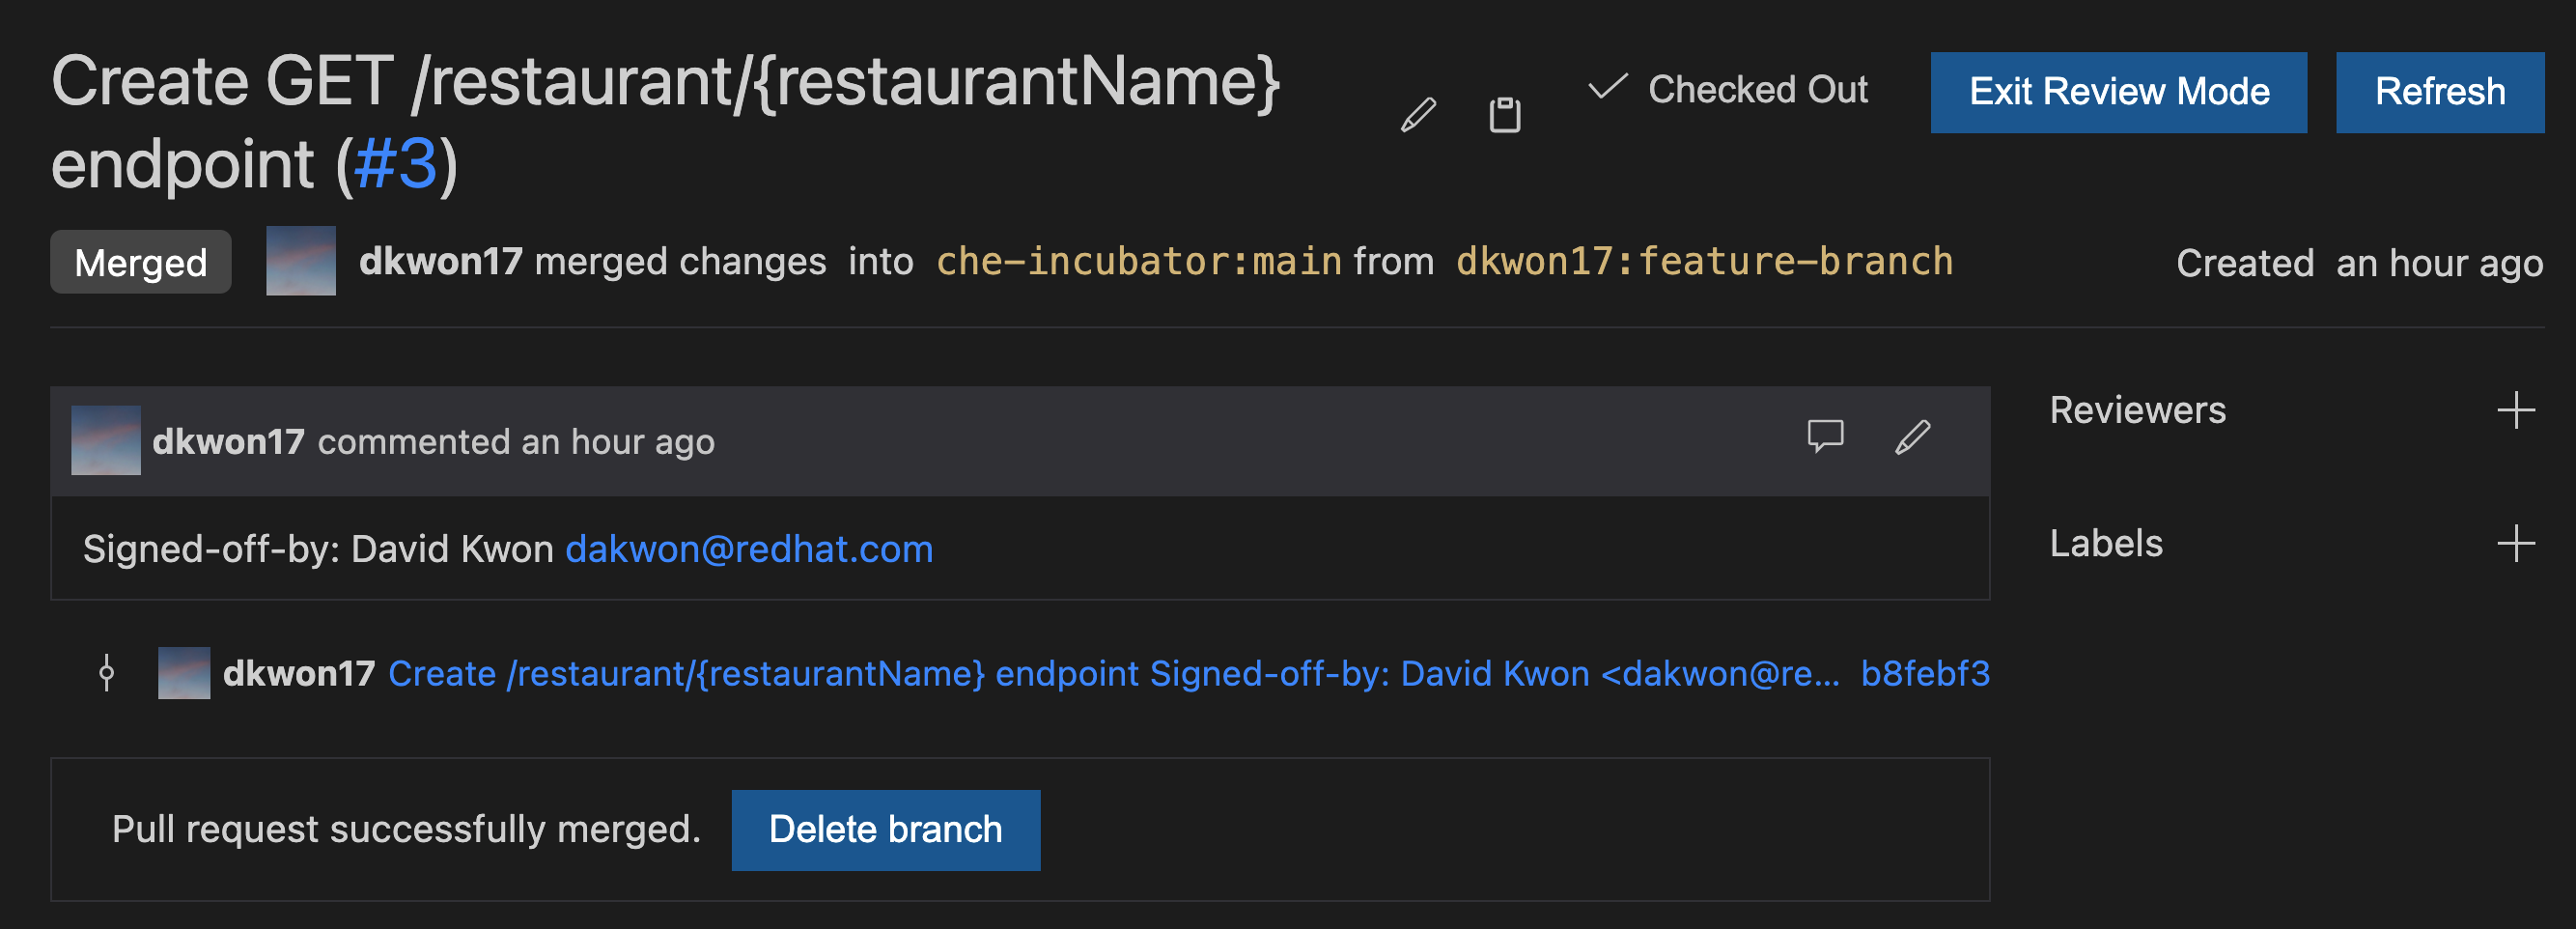 Create GET /restaurant/{restaurantName}
endpoint (#3)
Checked Out
Exit Review Mode
Refresh
Merged
dkwon17 merged changes into che-incubator:main from dkwon17:feature-branch
Created an hour ago
dkwon17 commented an hour ago
Reviewers
Signed-off-by: David Kwon dakwon@redhat.com
Labels
dkwon17 Create /restaurant/{restaurantName} endpoint Signed-off-by: David Kwon <dakwon@re... b8febf3
Pull request successfully merged.
Delete branch